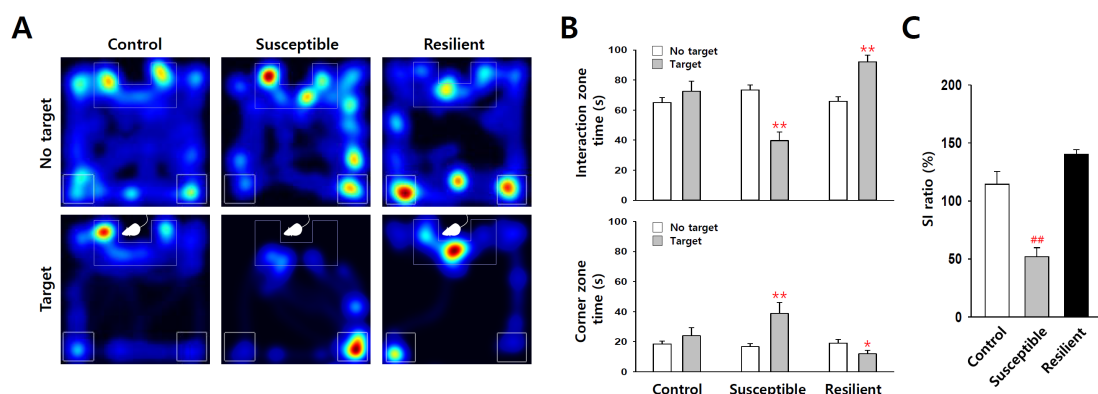 A
Control
Susceptible
Resilient
No target
Target
B
Interaction zone
time (s)
100
80
60
40
20
0
No target
Target
**
**
Corner zone
time (s)
100
80
60
40
20
0
No target
Target
**
*
Control
Susceptible
Resilient
C
SI ratio (%)
200
150
100
50
0
##
Control
Susceptible
Resilient